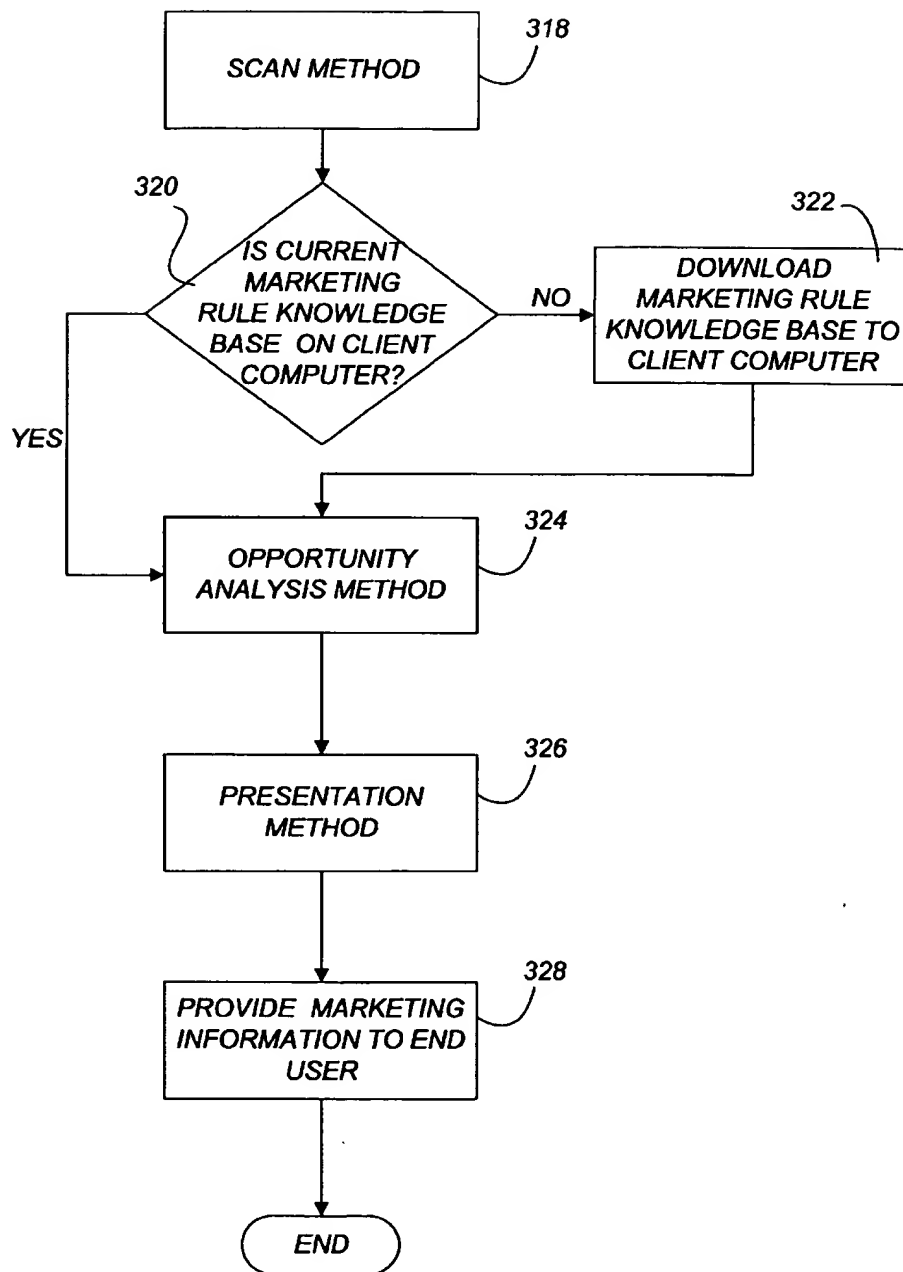 318
SCAN METHOD
320
322
IS CURRENT
MARKETING
RULE KNOWLEDGE
BASE ON CLIENT
COMPUTER?
NO
DOWNLOAD
MARKETING RULE
KNOWLEDGE BASE TO
CLIENT COMPUTER
YES
324
OPPORTUNITY
ANALYSIS METHOD
326
PRESENTATION
METHOD
328
PROVIDE MARKETING
INFORMATION TO END
USER
END